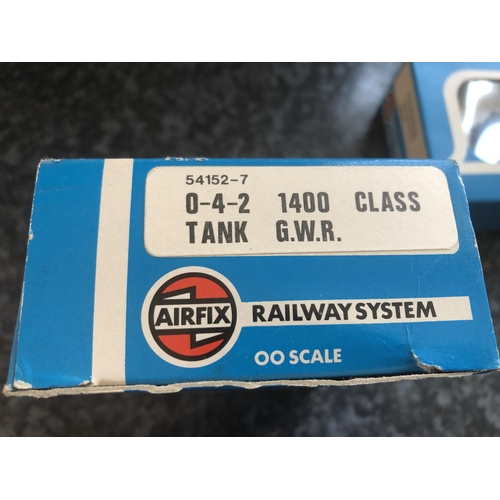 54152-7
0-4-2 1400 CLASS
TANK G.W.R.
AIRFIX RAILWAY SYSTEM
OO SCALE